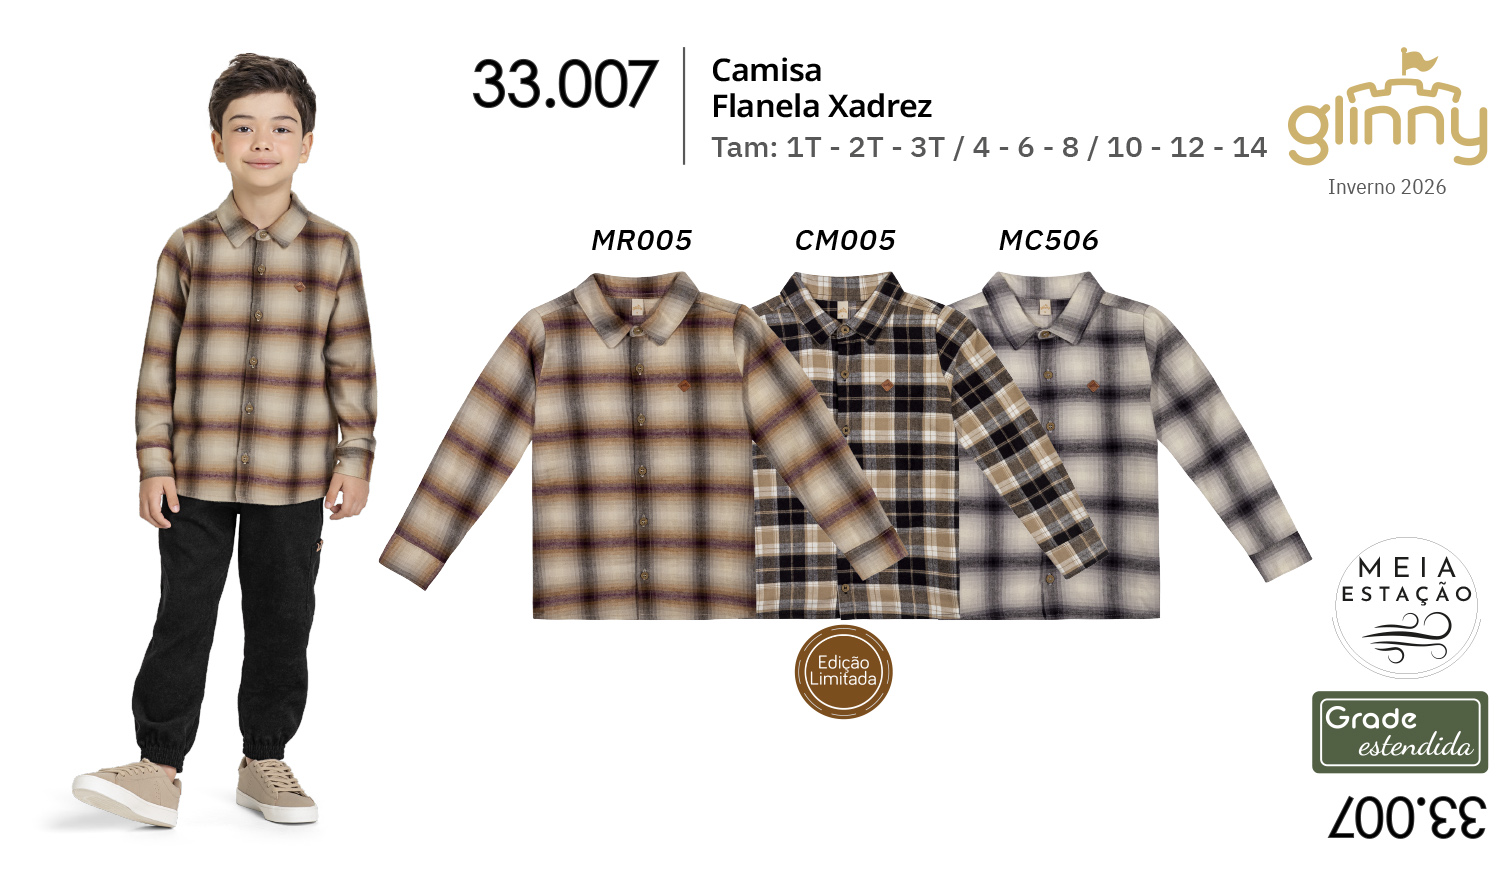 33.007
Camisa
Flanela Xadrez
Tam: 1T - 2T - 3T / 4 - 6 - 8 / 10 - 12 - 14
glinny
Inverno 2026
MR005
CM005
MC506
Edição
Limitada
MEIA
ESTAÇÃO
Grade
estendida
33.007